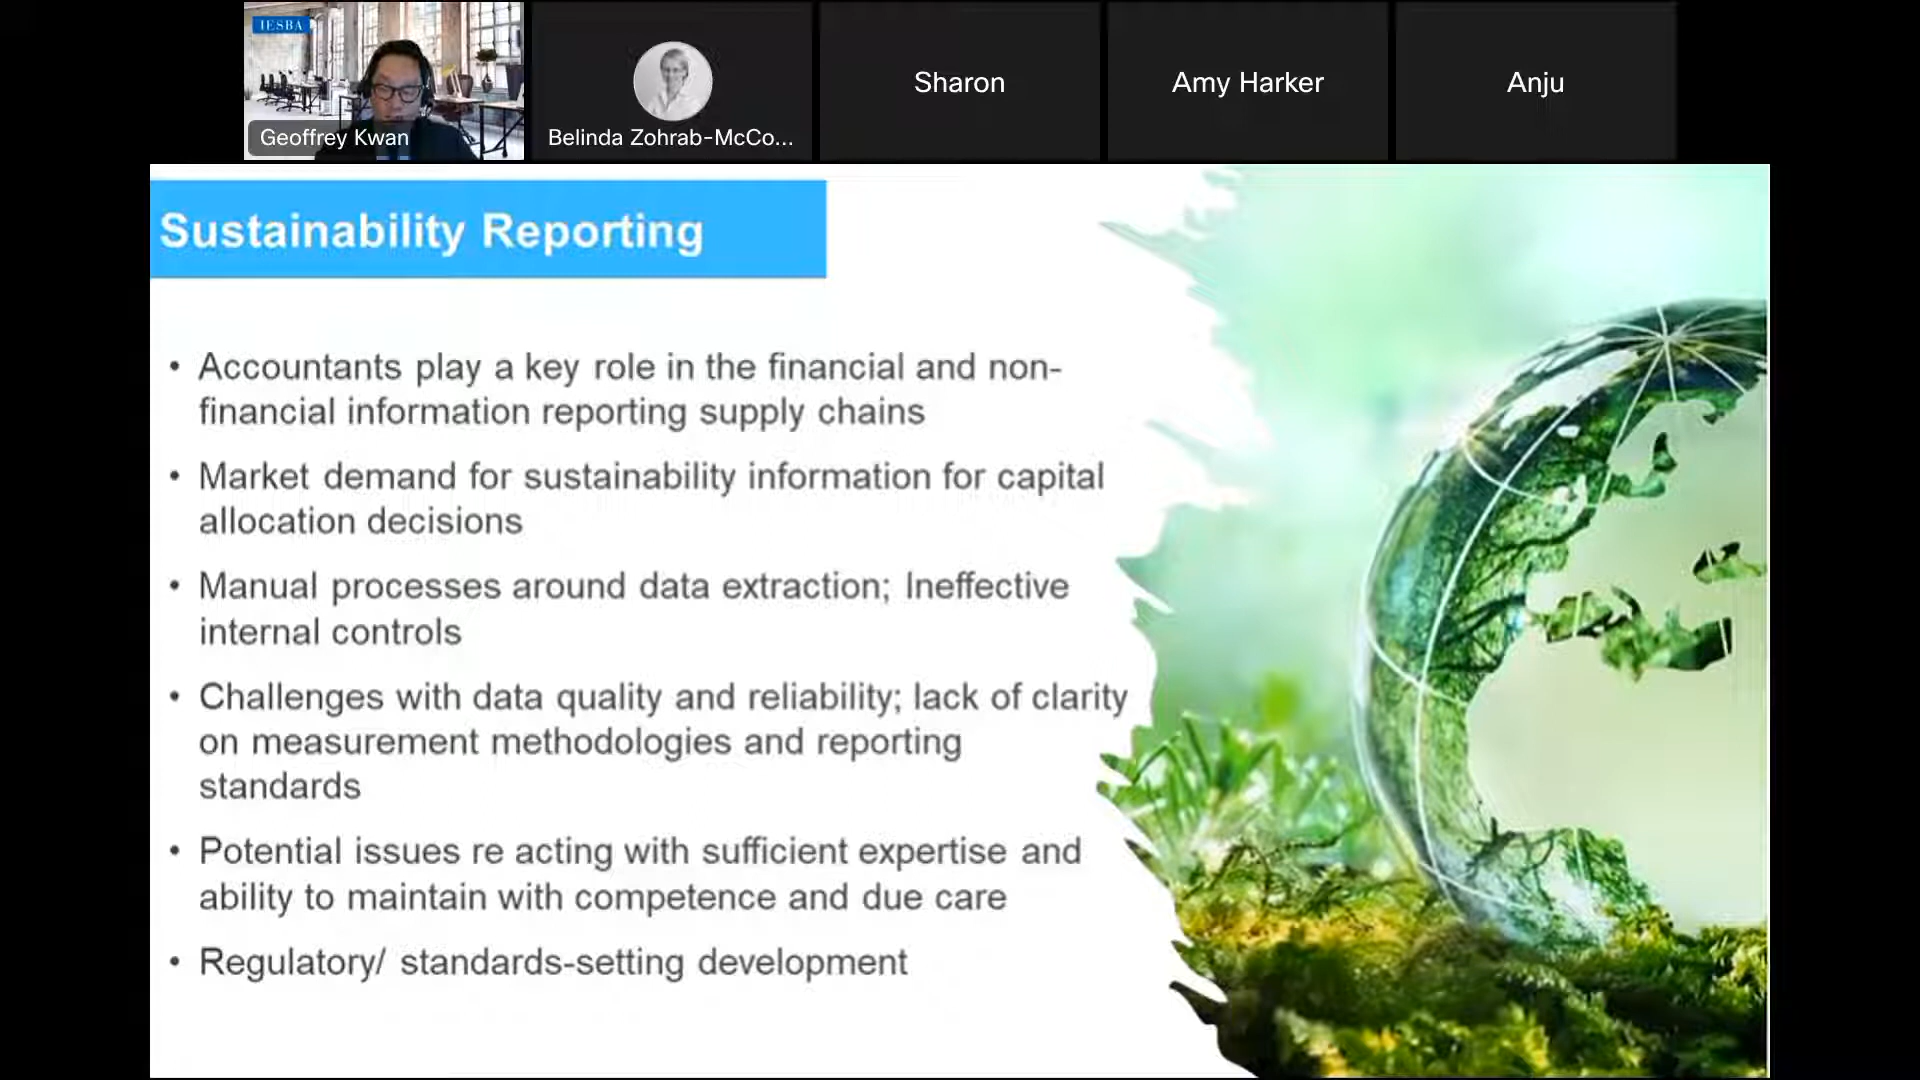 IESBA
Geoffrey Kwan
Belinda Zohrab-McCo...
Sharon
Amy Harker
Anju
Sustainability Reporting
• Accountants play a key role in the financial and non-
financial information reporting supply chains
• Market demand for sustainability information for capital
allocation decisions
• Manual processes around data extraction; Ineffective
internal controls
• Challenges with data quality and reliability; lack of clarity
on measurement methodologies and reporting
standards
• Potential issues re acting with sufficient expertise and
ability to maintain with competence and due care
• Regulatory/ standards-setting development